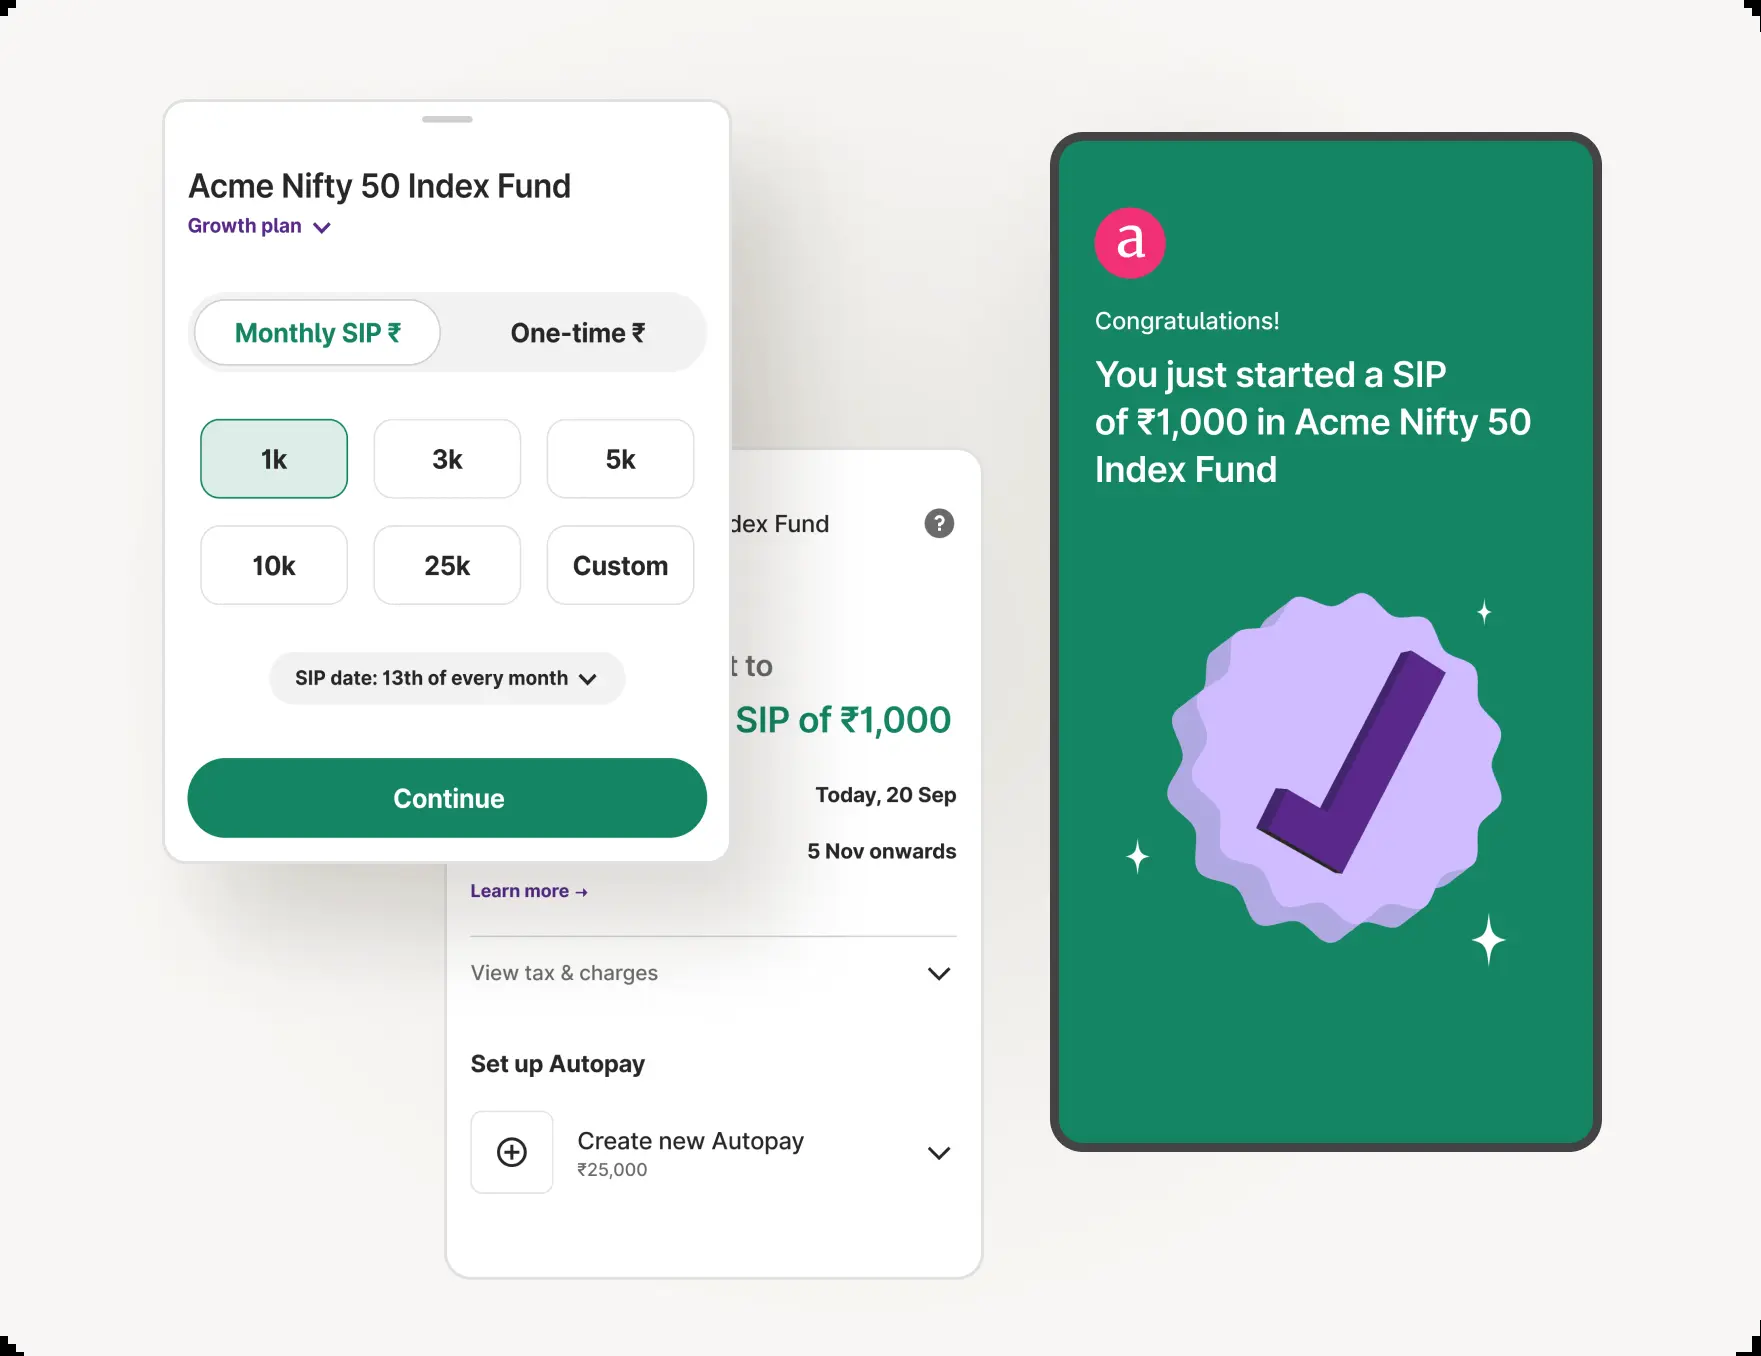 Acme Nifty 50 Index Fund
Growth plan
Monthly SIP ₹
One-time ₹
1k
3k
5k
10k
25k
Custom
SIP date: 13th of every month
Continue
Fund
?
to
SIP of ₹1,000
Today, 20 Sep
5 Nov onwards
Learn more →
View tax & charges
Set up Autopay
Create new Autopay
₹25,000
a
Congratulations!
You just started a SIP
of ₹1,000 in Acme Nifty 50
Index Fund